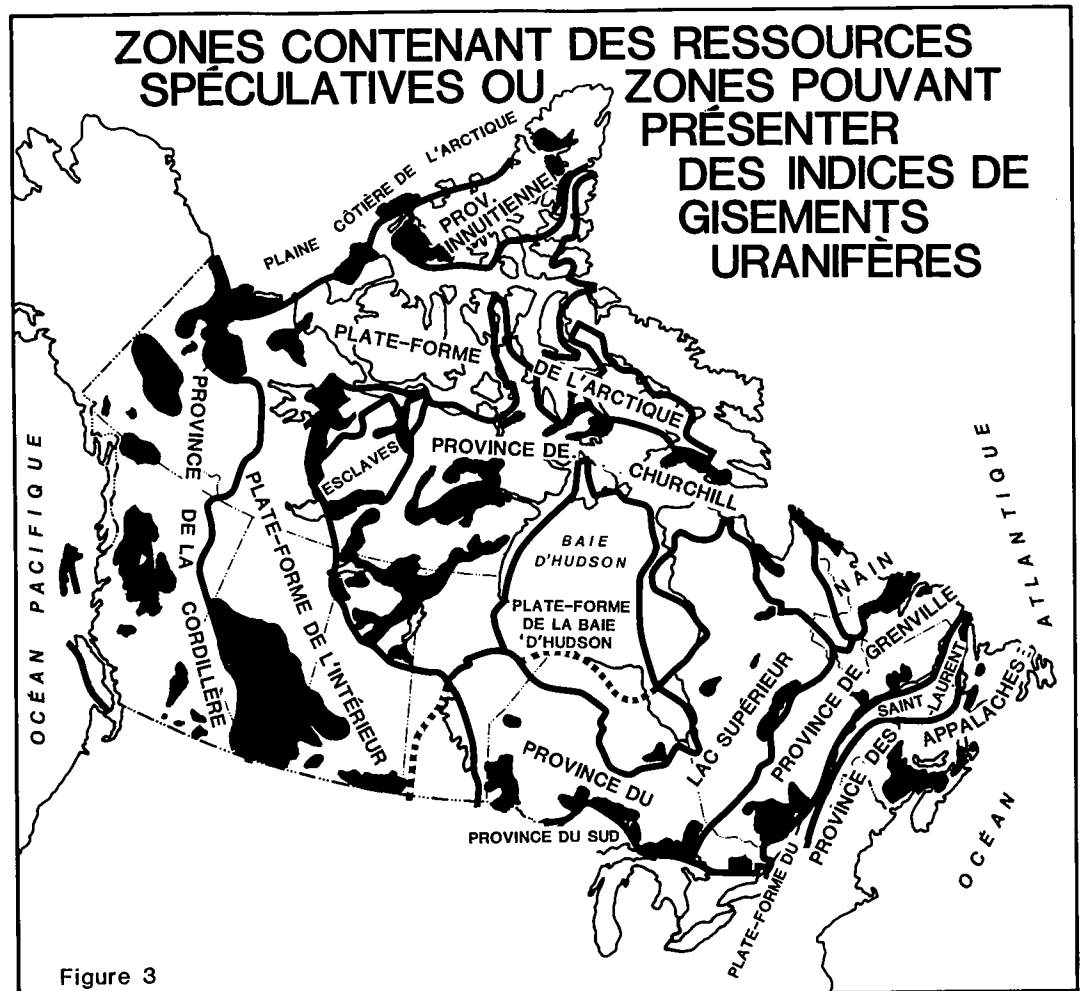 ZONES CONTENANT DES RESSOURCES
SPÉCULATIVES OU ZONES POUVANT
PRÉSENTER
DES INDICES DE
GISEMENTS
URANIFÈRES
PLAINE CÔTIÈRE DE L'ARCTIQUE
PROV.
INNUITIENNE
PLATE-FORME
DE L'ARCTIQUE
PROVINCE
DE LA
CORDILLÈRE
PLATE-FORME DE L'INTÉRIEUR
ESCLAVES
PROVINCE DE
CHURCHILL
BAIE
D'HUDSON
PLATE-FORME
DE LA BAIE
'D'HUDSON
NAIN
PROVINCE DE GRENVILLE
LAC SUPÉRIEUR
PROVINCE DU
PROVINCE DU SUD
PLATE-FORME DU
SAINT
LAURENT
PROVINCE DES
APPALACHES
OCÉAN PACIFIQUE
OCÉAN
ATLANTIQUE
Figure 3